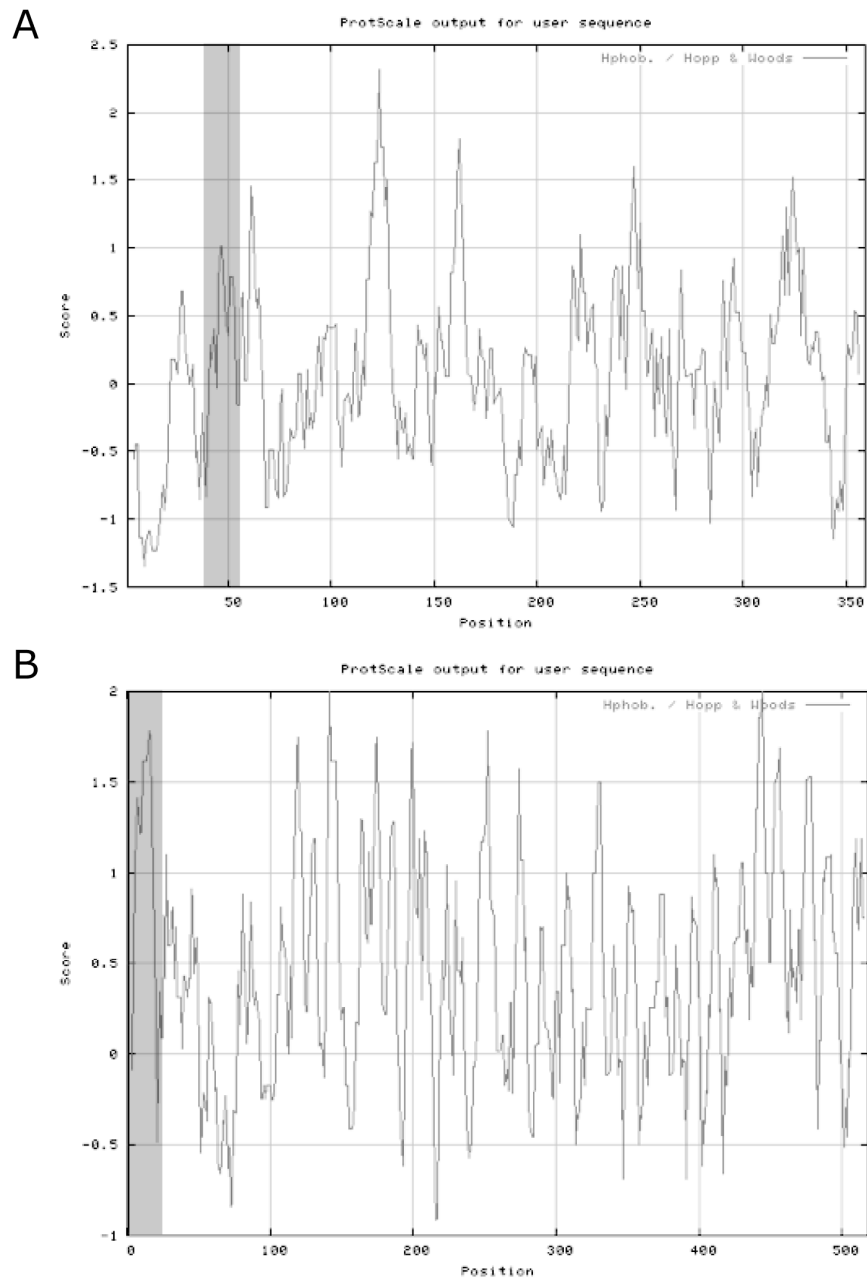 A
ProtScale output for user sequence
Hphob. / Hopp & Woods
2.5
2
1.5
1
0.5
0
-0.5
-1
-1.5
Score
50 100 150 200 250 300 350
Position
B
ProtScale output for user sequence
Hphob. / Hopp & Woods
2
1.5
1
0.5
0
-0.5
-1
Score
0 100 200 300 400 500
Position